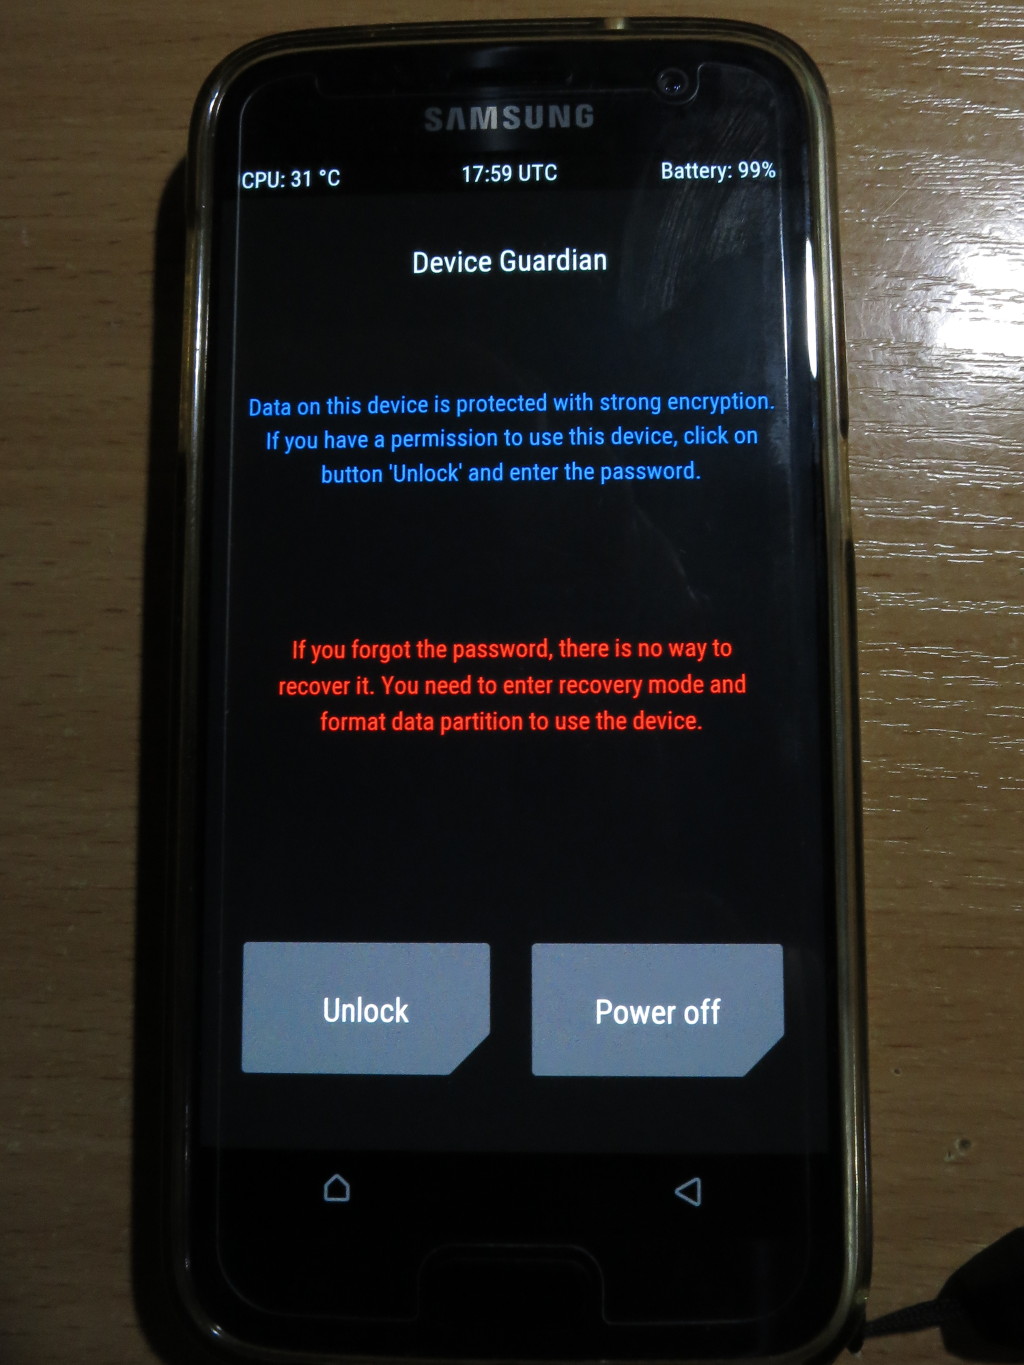 SAMSUNG
CPU: 31 °C 17:59 UTC Battery: 99%
Device Guardian
Data on this device is protected with strong encryption.
If you have a permission to use this device, click on
button 'Unlock' and enter the password.
If you forgot the password, there is no way to
recover it. You need to enter recovery mode and
format data partition to use the device.
Unlock Power off